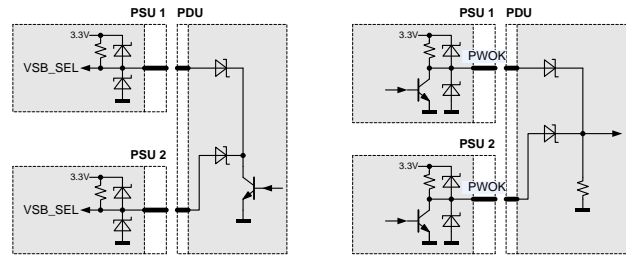 PSU 1 PDU
3.3V
VSB_SEL
PSU 2
3.3V
VSB_SEL
PSU 1 PDU
3.3V
PWOK
PSU 2
3.3V
PWOK